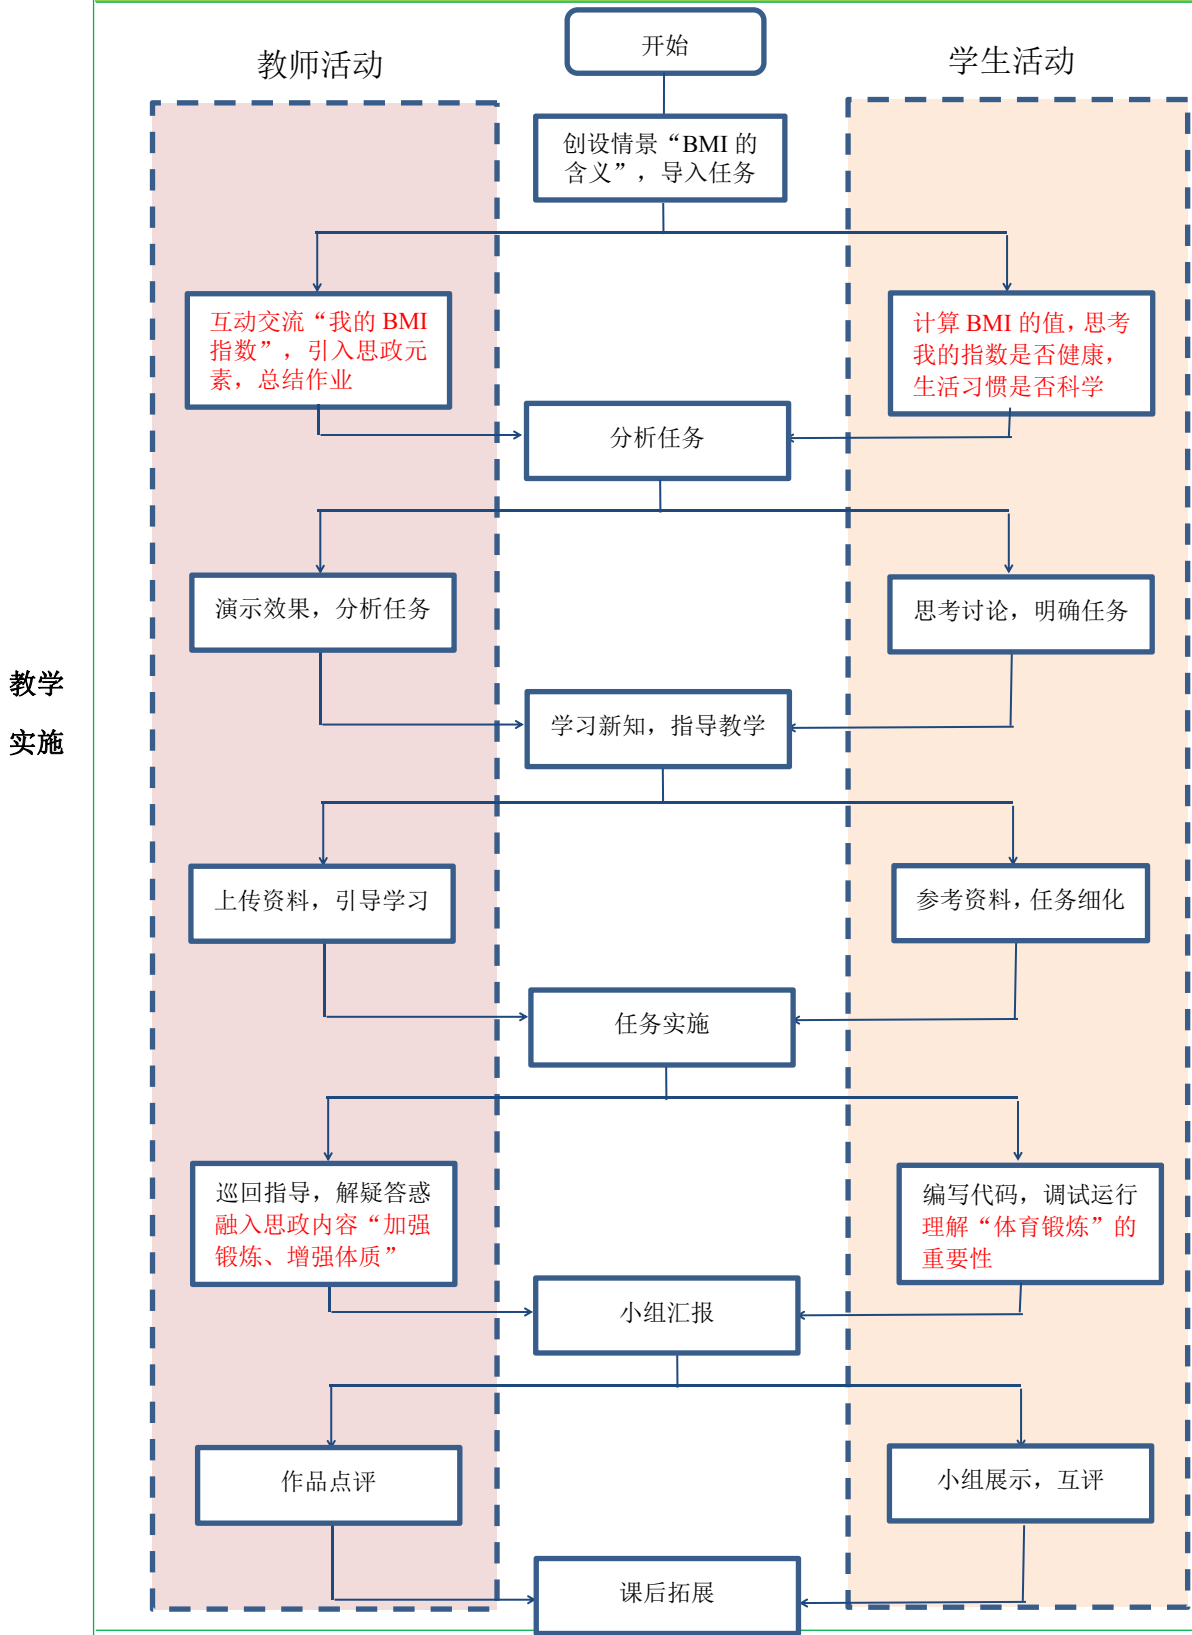 开始
教师活动
学生活动
创设情景“BMI 的
含义”，导入任务
互动交流“我的 BMI
指数”，引入思政元
素，总结作业
计算 BMI 的值，思考
我的指数是否健康，
生活习惯是否科学
分析任务
演示效果，分析任务
思考讨论，明确任务
教学
实施
学习新知，指导教学
上传资料，引导学习
参考资料，任务细化
任务实施
巡回指导，解疑答惑
融入思政内容“加强
锻炼、增强体质”
编写代码，调试运行
理解“体育锻炼”的
重要性
小组汇报
作品点评
小组展示，互评
课后拓展